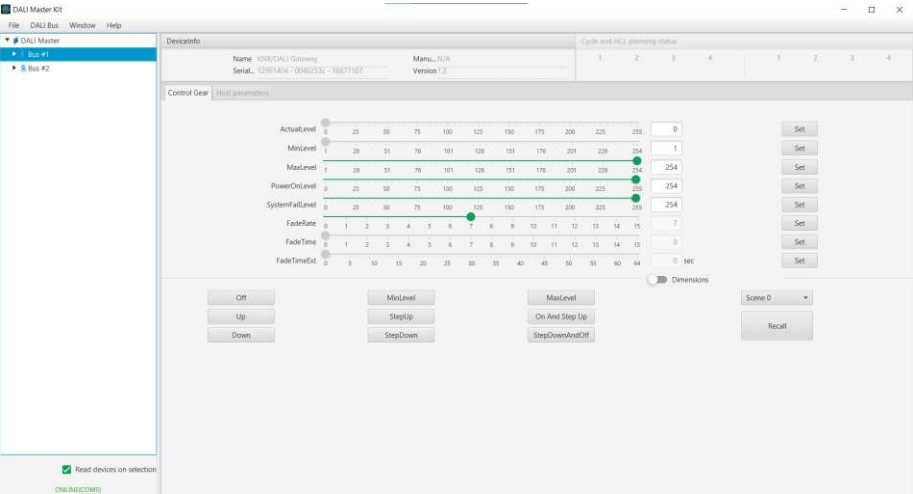 DALI Master Kit
File DALI Bus Window Help
DALI Master
Bus #1
Bus #2
DeviceInfo
Cycle and HCL planning status
Name KNX/DALI Gateway Manu... N/A
Serial... 12991404 - 0040253c - 16877107 Version 1.2
1 2 3 4 1 2 3 4
Control Gear Host parameters
ActualLevel 0 25 50 75 100 125 150 175 200 225 255 0 Set
MinLevel 1 26 51 76 101 126 151 176 201 226 254 1 Set
MaxLevel 1 26 51 76 101 126 151 176 201 226 254 254 Set
PowerOnLevel 0 25 50 75 100 125 150 175 200 225 255 254 Set
SystemFailLevel 0 25 50 75 100 125 150 175 200 225 255 254 Set
FadeRate 0 1 2 3 4 5 6 7 8 9 10 11 12 13 14 15 7 Set
FadeTime 0 1 2 3 4 5 6 7 8 9 10 11 12 13 14 15 0 Set
FadeTimeExt 0 5 10 15 20 25 30 35 40 45 50 55 60 64 0 sec Set
Dimensions
Off MinLevel MaxLevel Scene 0
Up StepUp On And Step Up Recall
Down StepDown StepDownAndOff
Read devices on selection
ONLINE(COM5)